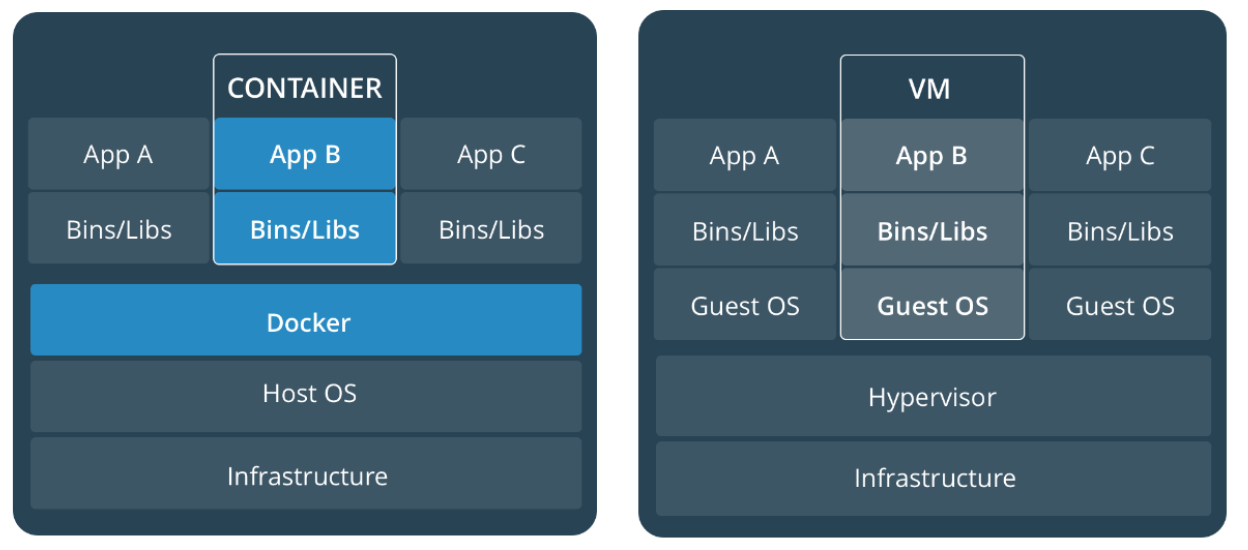 CONTAINER
App A
App B
App C
Bins/Libs
Bins/Libs
Bins/Libs
Docker
Host OS
Infrastructure
VM
App A
App B
App C
Bins/Libs
Bins/Libs
Bins/Libs
Guest OS
Guest OS
Guest OS
Hypervisor
Infrastructure